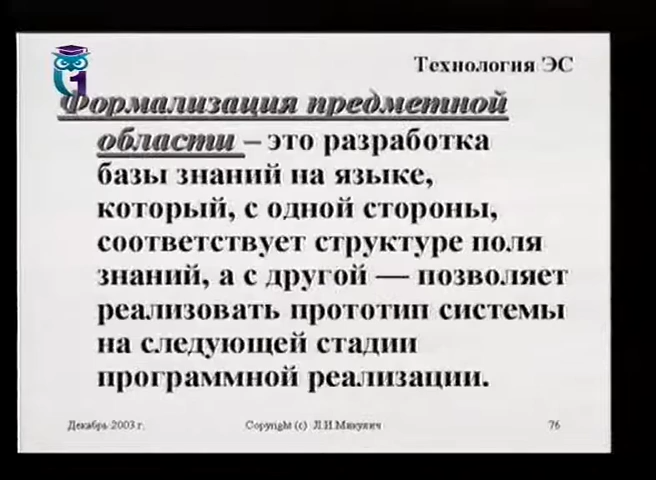 Технология ЭС
1
Формализация предметной
области – это разработка
базы знаний на языке,
который, с одной стороны,
соответствует структуре поля
знаний, а с другой — позволяет
реализовать прототип системы
на следующей стадии
программной реализации.
Декабрь 2003 г. Copyright (c) Л.И.Микулич 76